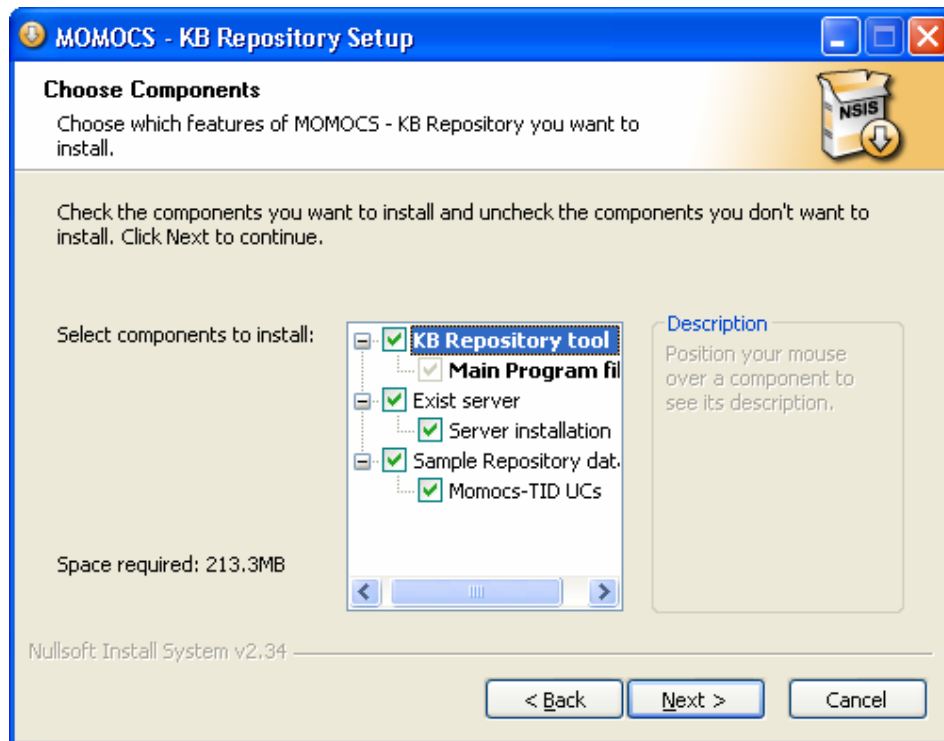 MOMOCS - KB Repository Setup
Choose Components
Choose which features of MOMOCS - KB Repository you want to
install.
NSIS
Check the components you want to install and uncheck the components you don't want to
install. Click Next to continue.
Select components to install:
KB Repository tool
Main Program fil
Exist server
Server installation
Sample Repository dat
Momocs-TID UCs
Description
Position your mouse
over a component to
see its description.
Space required: 213.3MB
Nullsoft Install System v2.34
< Back
Next >
Cancel